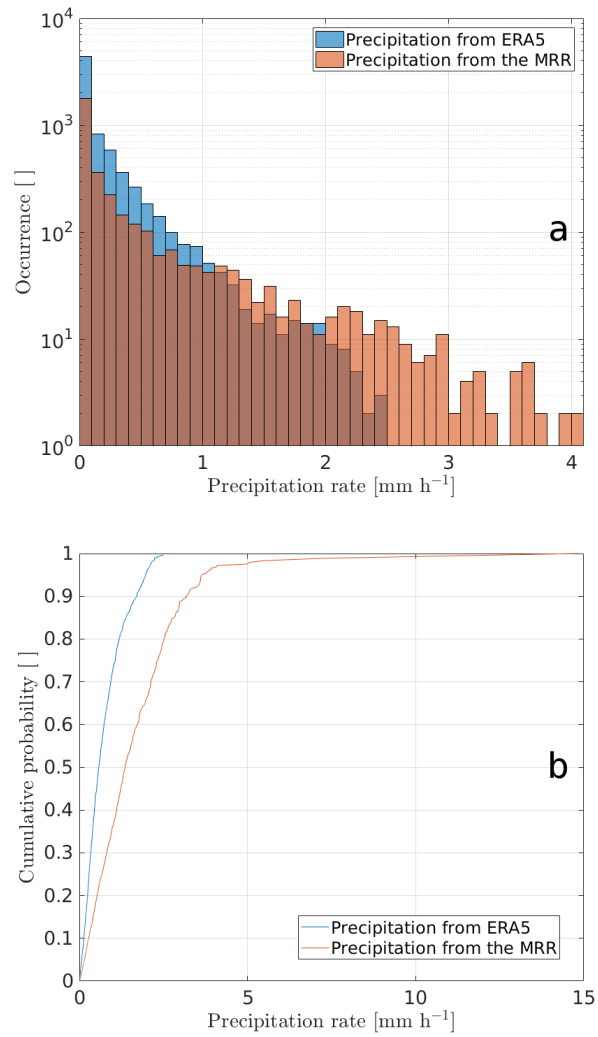 10^4
10^3
10^2
10^1
10^0
Occurrence [ ]
Precipitation from ERA5
Precipitation from the MRR
a
0 1 2 3 4
Precipitation rate [mm h^−1]
1
0.9
0.8
0.7
0.6
0.5
0.4
0.3
0.2
0.1
0
Cumulative probability [ ]
b
Precipitation from ERA5
Precipitation from the MRR
0 5 10 15
Precipitation rate [mm h^−1]